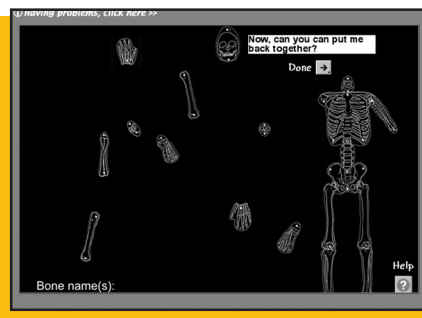 Having problems, click here >>
Now, can you can put me
back together?
Done
Help
?
Bone name(s):